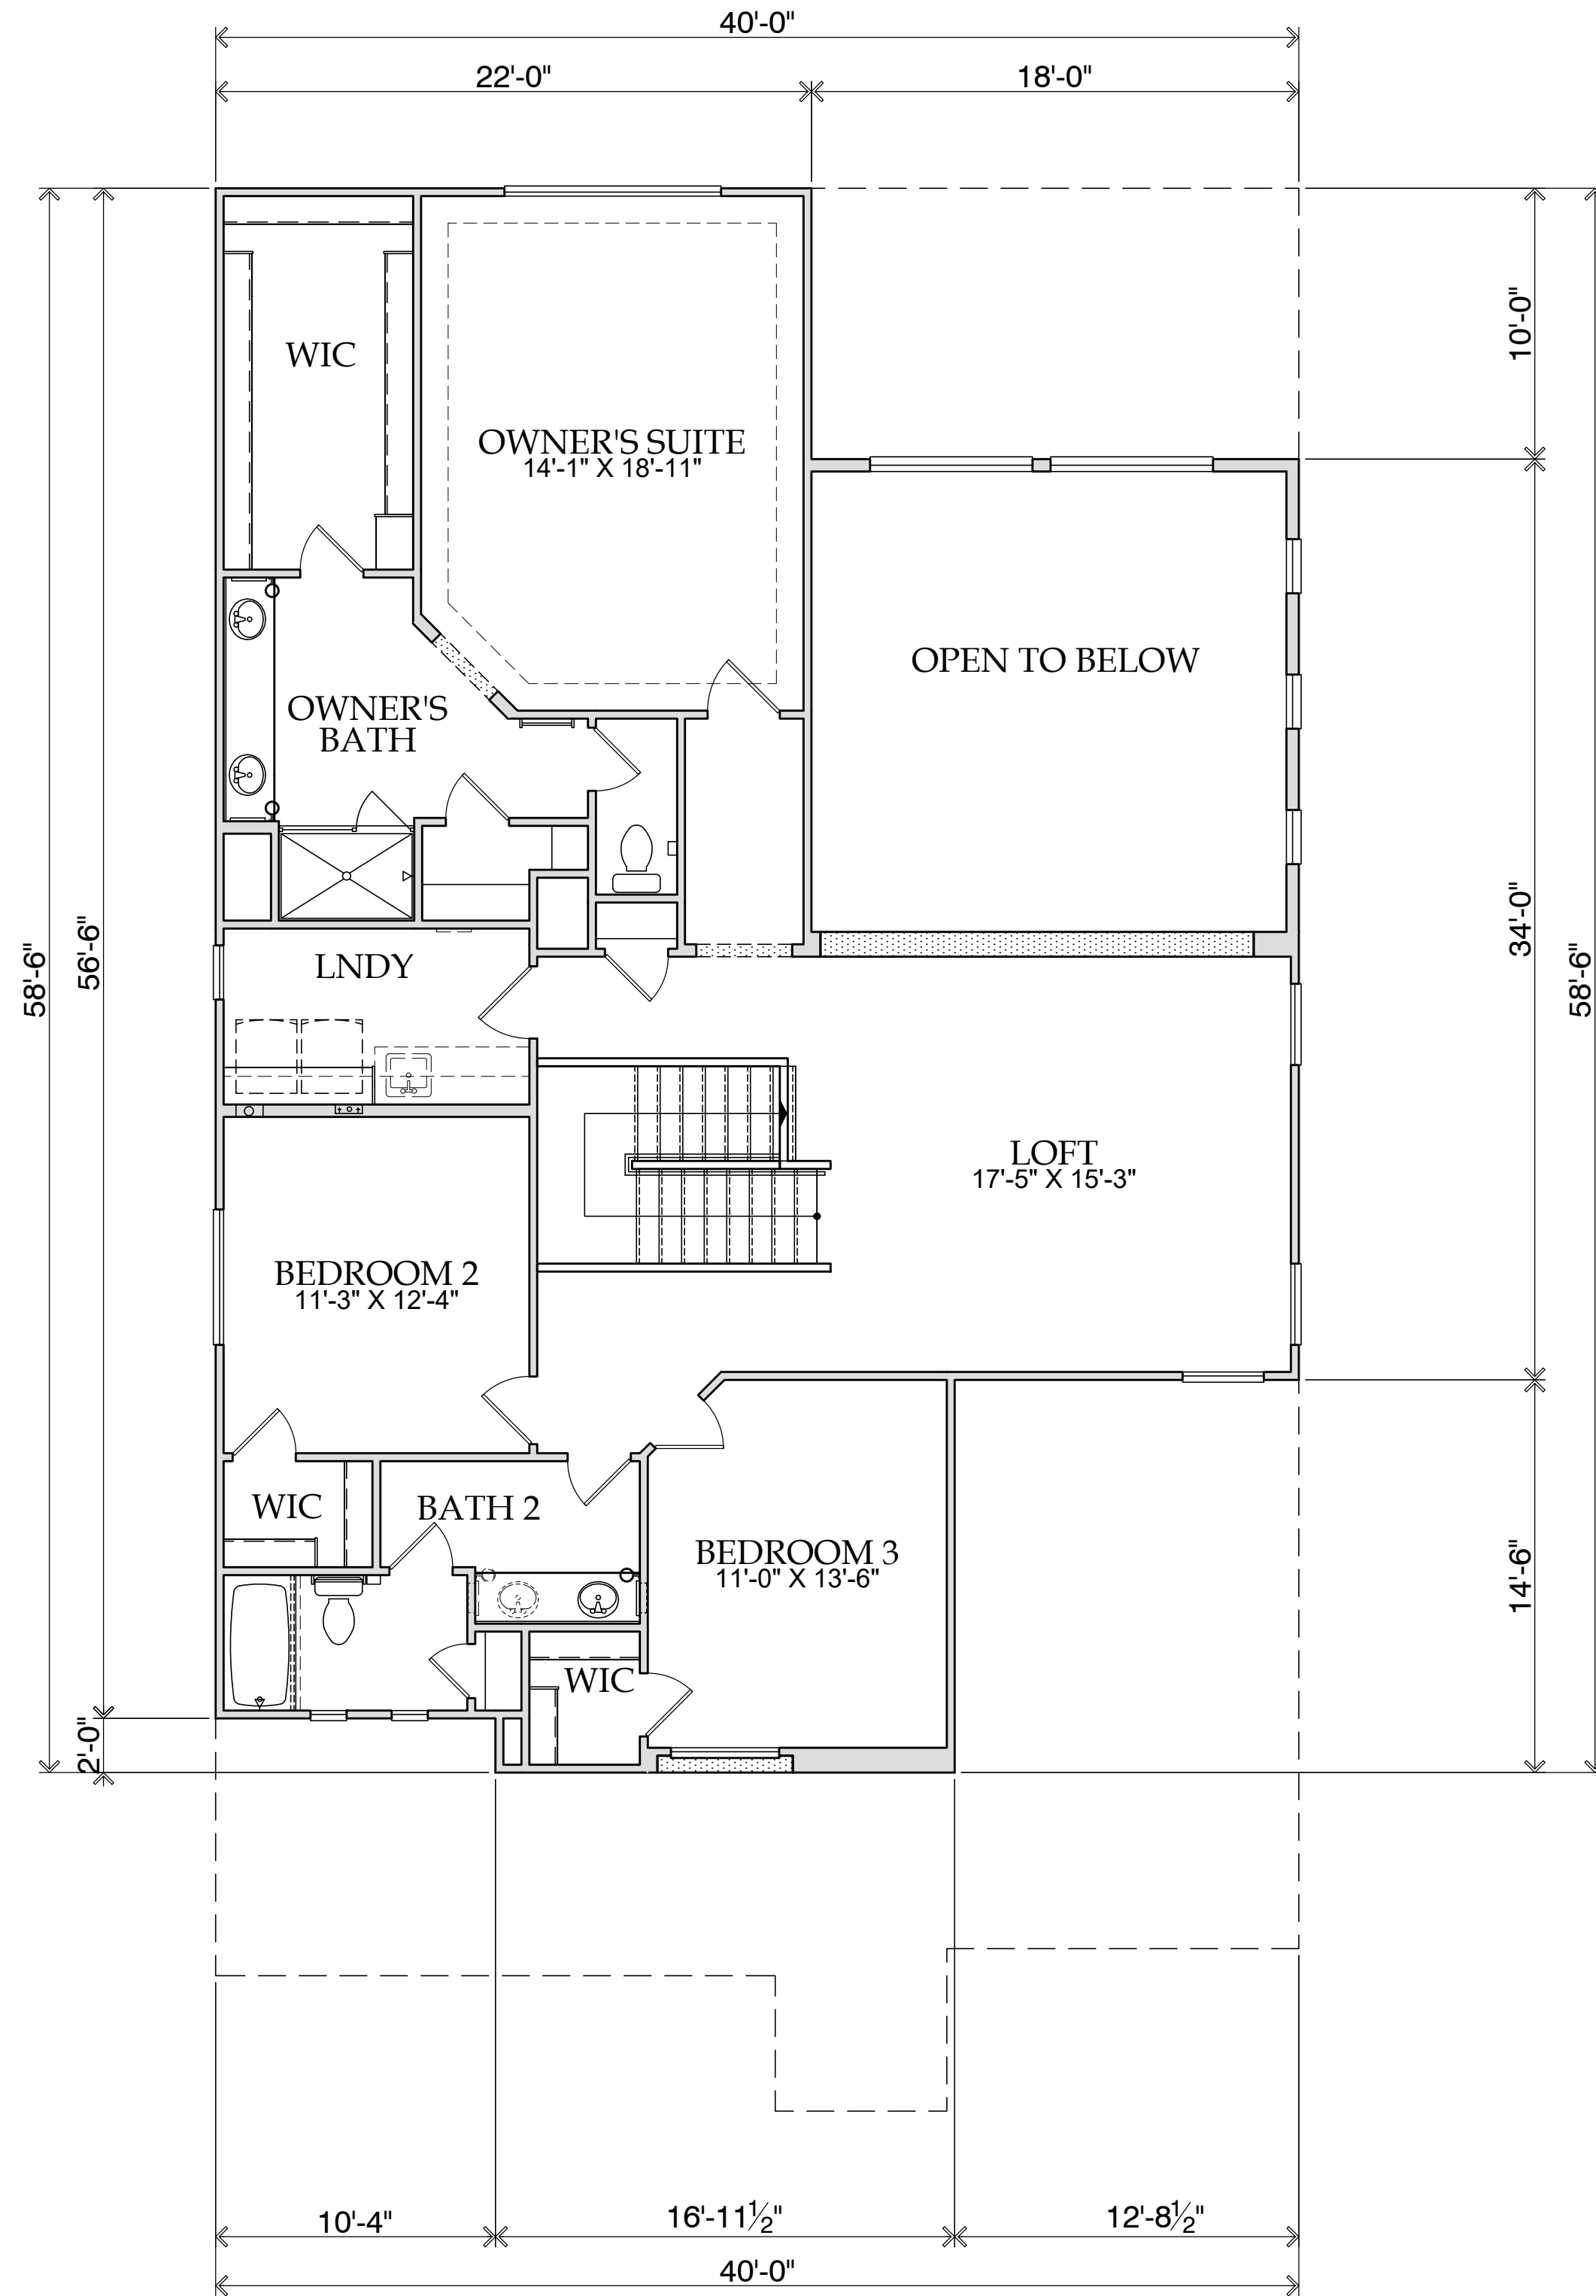 40'-0"
22'-0"
18'-0"
WIC
10'-0"
OWNER'S SUITE
14'-1" X 18'-11"
OPEN TO BELOW
OWNER'S
BATH
58'-6"
56'-6"
LNDY
34'-0"
58'-6"
LOFT
17'-5" X 15'-3"
BEDROOM 2
11'-3" X 12'-4"
WIC
BATH 2
BEDROOM 3
11'-0" X 13'-6"
14'-6"
WIC
2'-0"
10'-4"
16'-11½"
12'-8½"
40'-0"